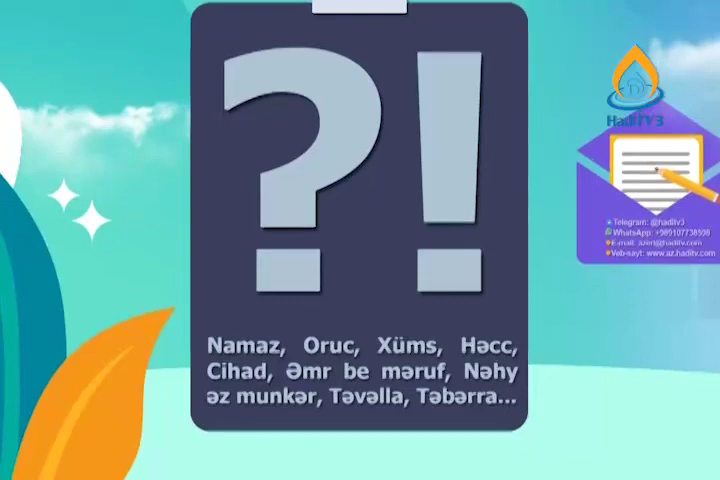 ?!
Namaz, Oruc, Xüms, Həcc,
Cihad, Əmr be məruf, Nəhy
əz munkər, Təvəlla, Təbərra...
HadiTV3
Telegram: @haditv3
WhatsApp: +989107738598
E-mail: azeri@haditv.com
Veb-sayt: www.az.haditv.com